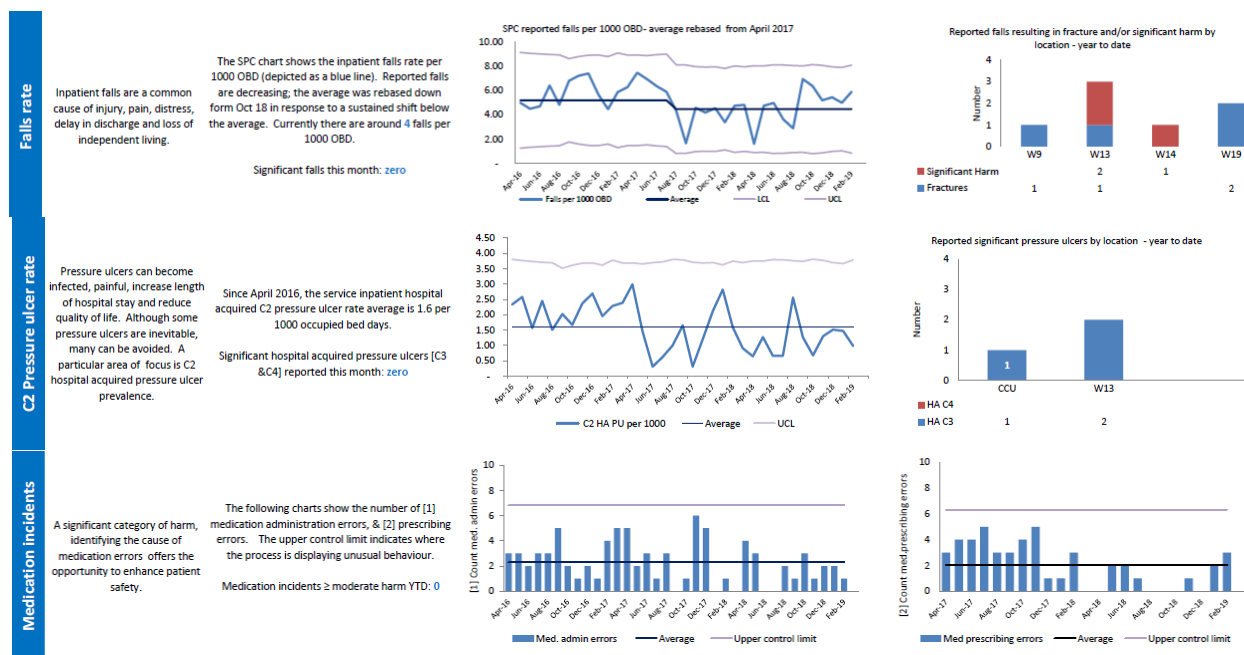 Falls rate
Inpatient falls are a common
cause of injury, pain, distress,
delay in discharge and loss of
independent living.
The SPC chart shows the inpatient falls rate per
1000 OBD (depicted as a blue line). Reported falls
are decreasing; the average was rebased down
form Oct 18 in response to a sustained shift below
the average. Currently there are around 4 falls per
1000 OBD.
Significant falls this month: zero
SPC reported falls per 1000 OBD- average rebased from April 2017
10.00
8.00
6.00
4.00
2.00
-
Apr-16 Jun-16 Aug-16 Oct-16 Dec-16 Feb-17 Apr-17 Jun-17 Aug-17 Oct-17 Dec-17 Feb-18 Apr-18 Jun-18 Aug-18 Oct-18 Dec-18 Feb-19
Falls per 1000 OBD Average LCL UCL
Reported falls resulting in fracture and/or significant harm by
location - year to date
Number
4
3
2
1
0
W9 W13 W14 W19
Significant Harm 2 1
Fractures 1 1 2
C2 Pressure ulcer rate
Pressure ulcers can become
infected, painful, increase length
of hospital stay and reduce
quality of life. Although some
pressure ulcers are inevitable,
many can be avoided. A
particular area of focus is C2
hospital acquired pressure ulcer
prevalence.
Since April 2016, the service inpatient hospital
acquired C2 pressure ulcer rate average is 1.6 per
1000 occupied bed days.
Significant hospital acquired pressure ulcers [C3
&C4] reported this month: zero
4.50
4.00
3.50
3.00
2.50
2.00
1.50
1.00
0.50
-
Apr-16 Jun-16 Aug-16 Oct-16 Dec-16 Feb-17 Apr-17 Jun-17 Aug-17 Oct-17 Dec-17 Feb-18 Apr-18 Jun-18 Aug-18 Oct-18 Dec-18 Feb-19
C2 HA PU per 1000 Average UCL
Reported significant pressure ulcers by location - year to date
Number
4
3
2
1
0
1
CCU W13
HA C4
HA C3 1 2
Medication incidents
A significant category of harm,
identifying the cause of
medication errors offers the
opportunity to enhance patient
safety.
The following charts show the number of [1]
medication administration errors, & [2] prescribing
errors. The upper control limit indicates where
the process is displaying unusual behaviour.
Medication incidents ≥ moderate harm YTD: 0
[1] Count med. admin errors
10
8
6
4
2
0
Apr-16 Jun-16 Aug-16 Oct-16 Dec-16 Feb-17 Apr-17 Jun-17 Aug-17 Oct-17 Dec-17 Feb-18 Apr-18 Jun-18 Aug-18 Oct-18 Dec-18 Feb-19
Med. admin errors Average Upper control limit
[2] Count med.prescribing errors
10
8
6
4
2
0
Apr-17 Jun-17 Aug-17 Oct-17 Dec-17 Feb-18 Apr-18 Jun-18 Aug-18 Oct-18 Dec-18 Feb-19
Med prescribing errors Average Upper control limit